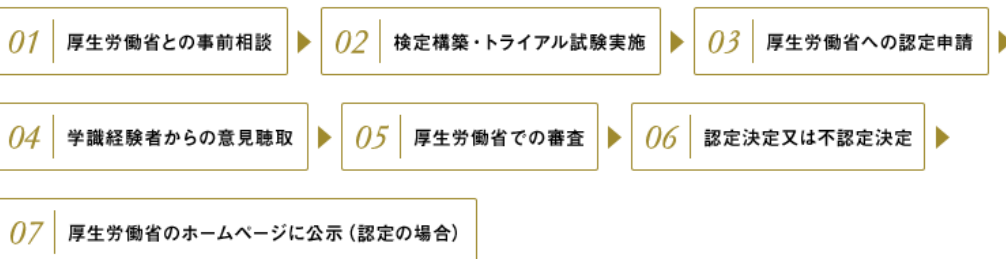 01 厚生労働省との事前相談
02 検定構築・トライアル試験実施
03 厚生労働省への認定申請
04 学識経験者からの意見聴取
05 厚生労働省での審査
06 認定決定又は不認定決定
07 厚生労働省のホームページに公示（認定の場合）